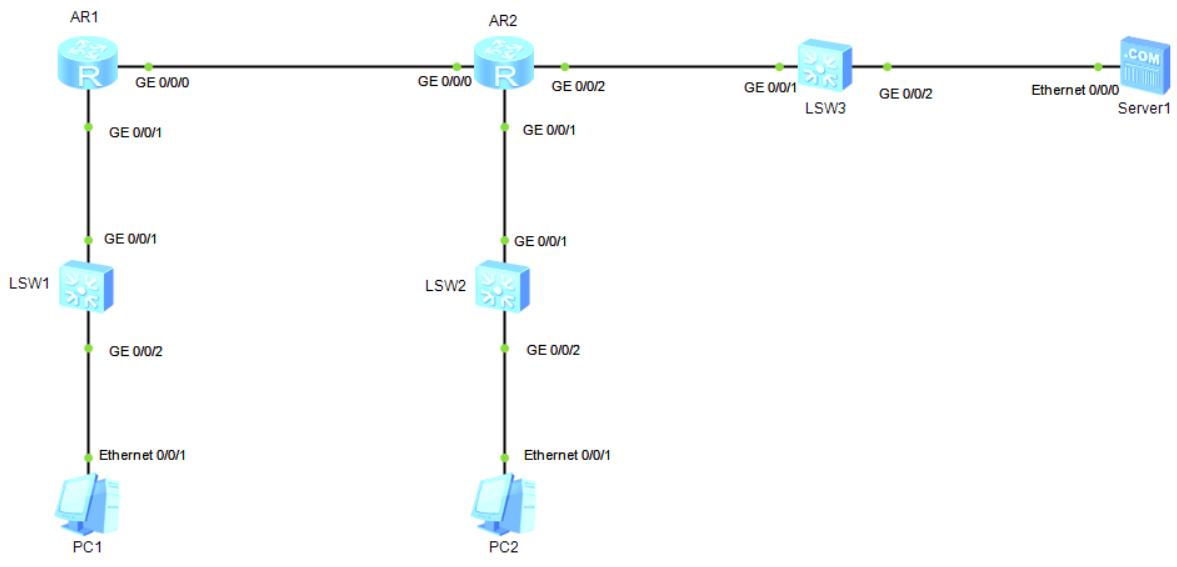 AR1
AR2
R
GE 0/0/0
GE 0/0/0
R
GE 0/0/2
GE 0/0/1
LSW3
GE 0/0/2
Ethernet 0/0/0
.COM
Server1
GE 0/0/1
GE 0/0/1
GE 0/0/1
GE 0/0/1
LSW1
LSW2
GE 0/0/2
GE 0/0/2
Ethernet 0/0/1
Ethernet 0/0/1
PC1
PC2